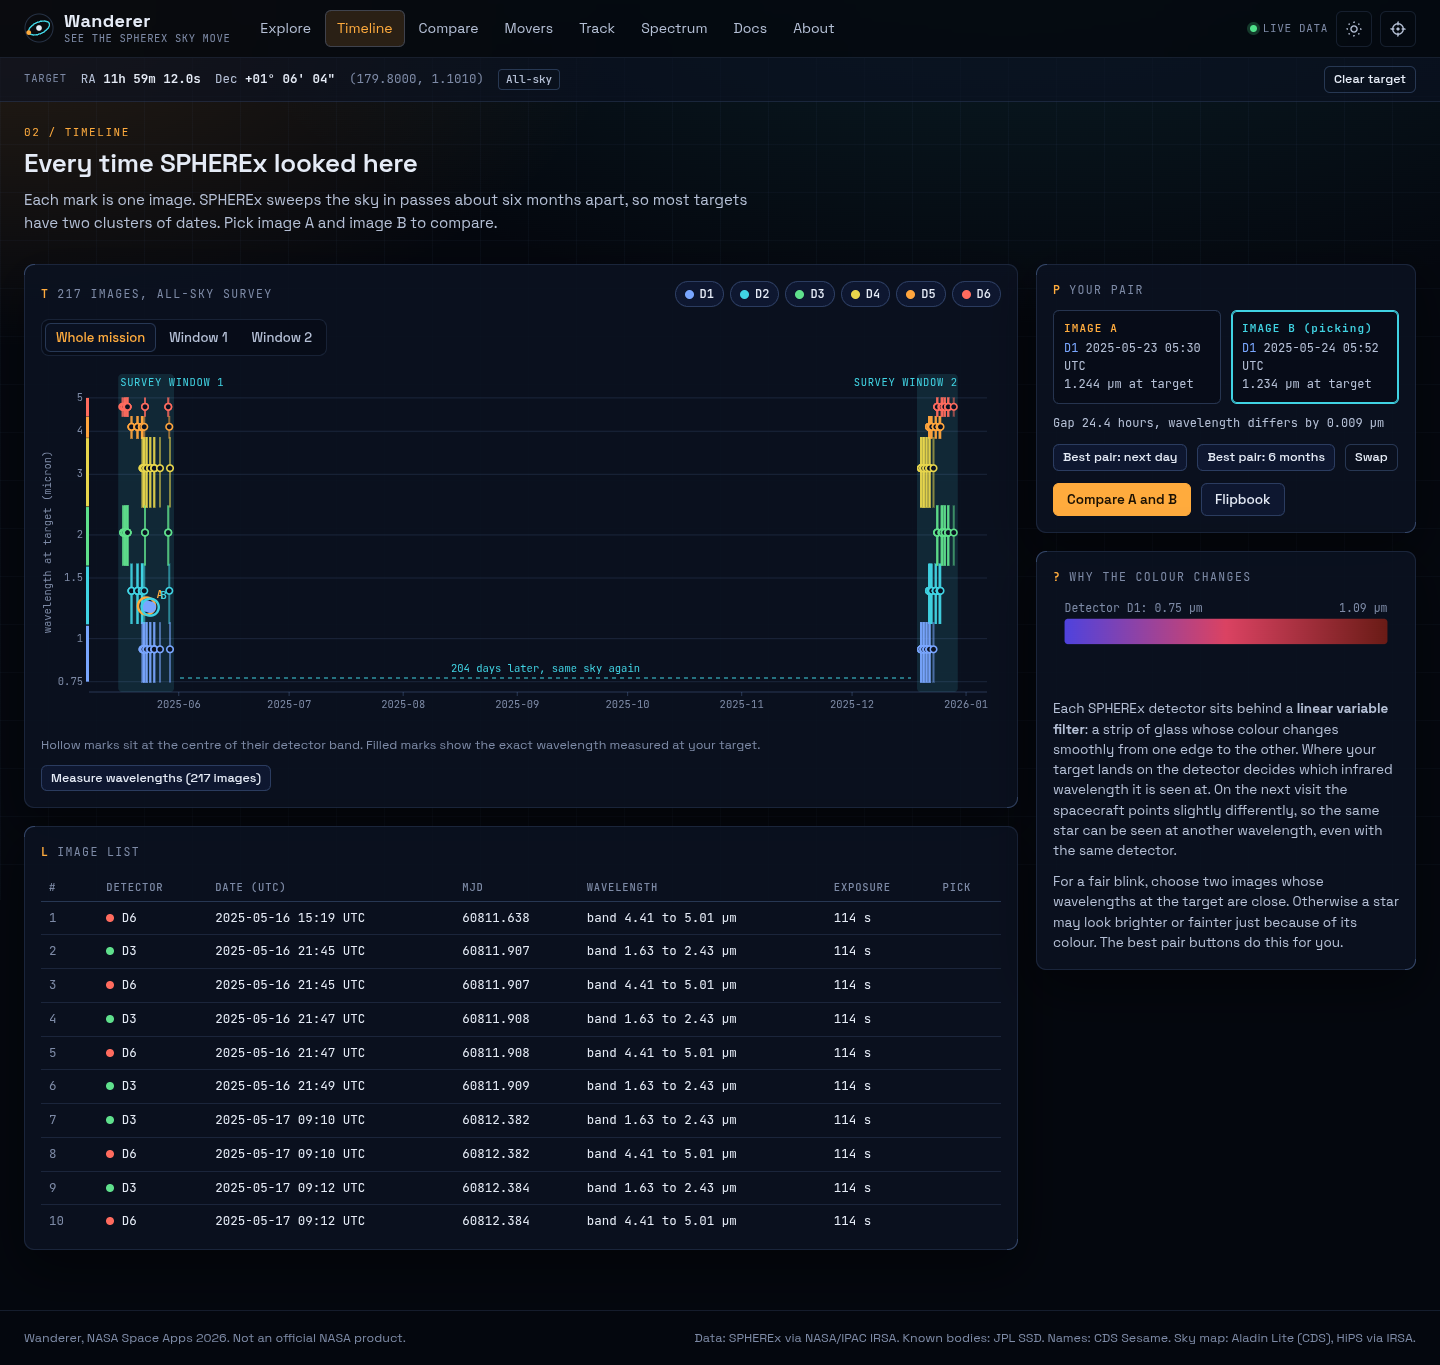 Wanderer
SEE THE SPHEREX SKY MOVE
Explore Timeline Compare Movers Track Spectrum Docs About
LIVE DATA
TARGET RA 11h 59m 12.0s Dec +01° 06' 04" (179.8000, 1.1010) All-sky
Clear target
02 / TIMELINE
Every time SPHEREx looked here
Each mark is one image. SPHEREx sweeps the sky in passes about six months apart, so most targets
have two clusters of dates. Pick image A and image B to compare.
T 217 IMAGES, ALL-SKY SURVEY
D1 D2 D3 D4 D5 D6
Whole mission Window 1 Window 2
SURVEY WINDOW 1
SURVEY WINDOW 2
5
4
3
2
1.5
1
0.75
wavelength at target (micron)
A
B
204 days later, same sky again
2025-06 2025-07 2025-08 2025-09 2025-10 2025-11 2025-12 2026-01
Hollow marks sit at the centre of their detector band. Filled marks show the exact wavelength measured at your target.
Measure wavelengths (217 images)
L IMAGE LIST
# DETECTOR DATE (UTC) MJD WAVELENGTH EXPOSURE PICK
1 D6 2025-05-16 15:19 UTC 60811.638 band 4.41 to 5.01 µm 114 s
2 D3 2025-05-16 21:45 UTC 60811.907 band 1.63 to 2.43 µm 114 s
3 D6 2025-05-16 21:45 UTC 60811.907 band 4.41 to 5.01 µm 114 s
4 D3 2025-05-16 21:47 UTC 60811.908 band 1.63 to 2.43 µm 114 s
5 D6 2025-05-16 21:47 UTC 60811.908 band 4.41 to 5.01 µm 114 s
6 D3 2025-05-16 21:49 UTC 60811.909 band 1.63 to 2.43 µm 114 s
7 D3 2025-05-17 09:10 UTC 60812.382 band 1.63 to 2.43 µm 114 s
8 D6 2025-05-17 09:10 UTC 60812.382 band 4.41 to 5.01 µm 114 s
9 D3 2025-05-17 09:12 UTC 60812.384 band 1.63 to 2.43 µm 114 s
10 D6 2025-05-17 09:12 UTC 60812.384 band 4.41 to 5.01 µm 114 s
P YOUR PAIR
IMAGE A
D1 2025-05-23 05:30
UTC
1.244 µm at target
IMAGE B (picking)
D1 2025-05-24 05:52
UTC
1.234 µm at target
Gap 24.4 hours, wavelength differs by 0.009 µm
Best pair: next day Best pair: 6 months Swap
Compare A and B Flipbook
? WHY THE COLOUR CHANGES
Detector D1: 0.75 µm 1.09 µm
Each SPHEREx detector sits behind a linear variable
filter: a strip of glass whose colour changes
smoothly from one edge to the other. Where your
target lands on the detector decides which infrared
wavelength it is seen at. On the next visit the
spacecraft points slightly differently, so the same
star can be seen at another wavelength, even with
the same detector.
For a fair blink, choose two images whose
wavelengths at the target are close. Otherwise a star
may look brighter or fainter just because of its
colour. The best pair buttons do this for you.
Wanderer, NASA Space Apps 2026. Not an official NASA product.
Data: SPHEREx via NASA/IPAC IRSA. Known bodies: JPL SSD. Names: CDS Sesame. Sky map: Aladin Lite (CDS), HiPS via IRSA.